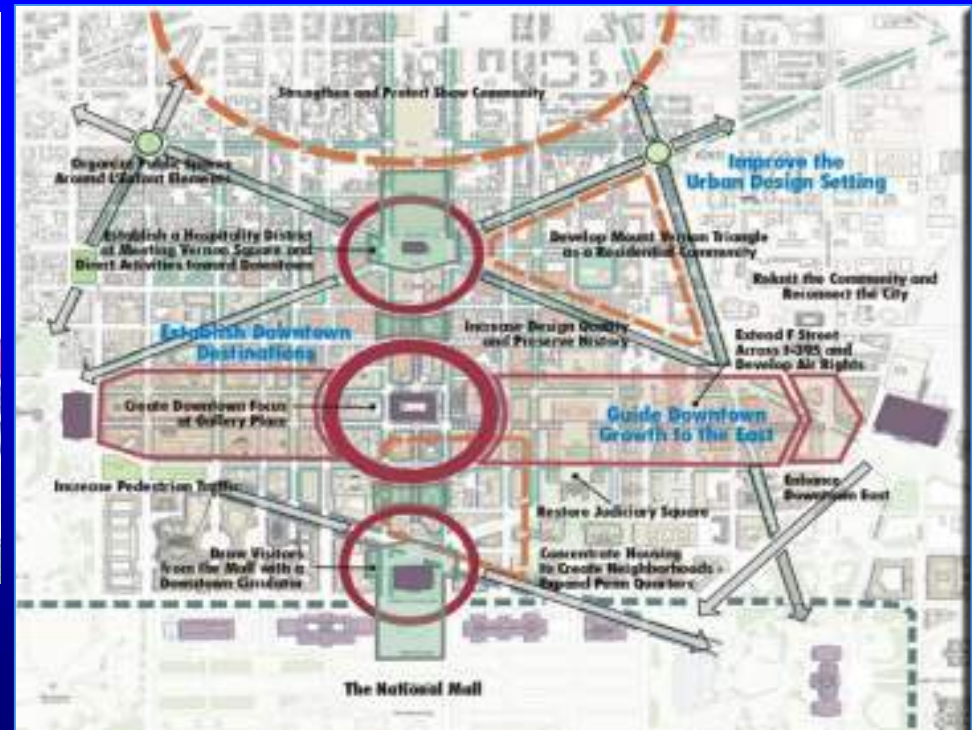 Strengthen and Protect Shaw Community
Organize Public Spaces
Around L'Enfant Elements
Improve the
Urban Design Setting
Establish a Hospitality District
at Meeting Vernon Square and
Direct Activities toward Downtown
Develop Mount Vernon Triangle
as a Residential Community
Reknit the Community and
Reconnect the City
Establish Downtown
Destinations
Increase Design Quality
and Preserve History
Extend F Street
Across I-395 and
Develop Air Rights
Create Downtown Focus
at Gallery Place
Guide Downtown
Growth to the East
Increase Pedestrian Traffic
Enhance
Downtown East
Restore Judiciary Square
Draw Visitors
from the Mall with a
Downtown Circulator
Concentrate Housing
to Create Neighborhoods -
Expand Penn Quarters
The National Mall